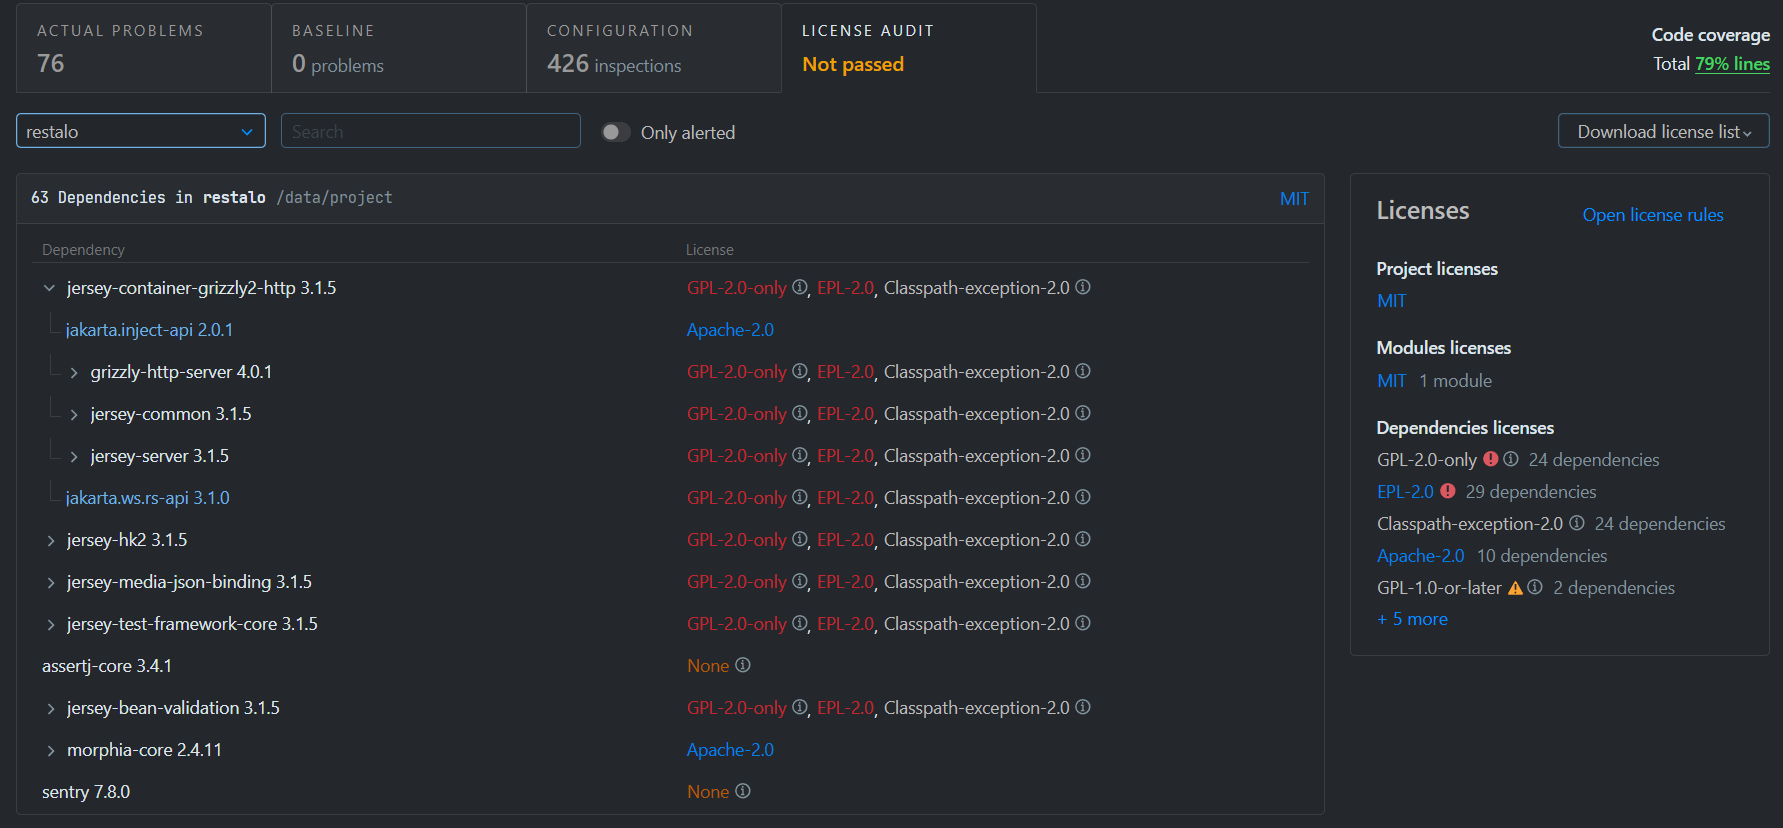 ACTUAL PROBLEMS
76
BASELINE
0 problems
CONFIGURATION
426 inspections
LICENSE AUDIT
Not passed
Code coverage
Total 79% lines
restalo
Search
Only alerted
Download license list
63 Dependencies in restalo /data/project MIT
Dependency License
jersey-container-grizzly2-http 3.1.5 GPL-2.0-only, EPL-2.0, Classpath-exception-2.0
jakarta.inject-api 2.0.1 Apache-2.0
grizzly-http-server 4.0.1 GPL-2.0-only, EPL-2.0, Classpath-exception-2.0
jersey-common 3.1.5 GPL-2.0-only, EPL-2.0, Classpath-exception-2.0
jersey-server 3.1.5 GPL-2.0-only, EPL-2.0, Classpath-exception-2.0
jakarta.ws.rs-api 3.1.0 GPL-2.0-only, EPL-2.0, Classpath-exception-2.0
jersey-hk2 3.1.5 GPL-2.0-only, EPL-2.0, Classpath-exception-2.0
jersey-media-json-binding 3.1.5 GPL-2.0-only, EPL-2.0, Classpath-exception-2.0
jersey-test-framework-core 3.1.5 GPL-2.0-only, EPL-2.0, Classpath-exception-2.0
assertj-core 3.4.1 None
jersey-bean-validation 3.1.5 GPL-2.0-only, EPL-2.0, Classpath-exception-2.0
morphia-core 2.4.11 Apache-2.0
sentry 7.8.0 None
Licenses Open license rules
Project licenses
MIT
Modules licenses
MIT 1 module
Dependencies licenses
GPL-2.0-only 24 dependencies
EPL-2.0 29 dependencies
Classpath-exception-2.0 24 dependencies
Apache-2.0 10 dependencies
GPL-1.0-or-later 2 dependencies
+ 5 more